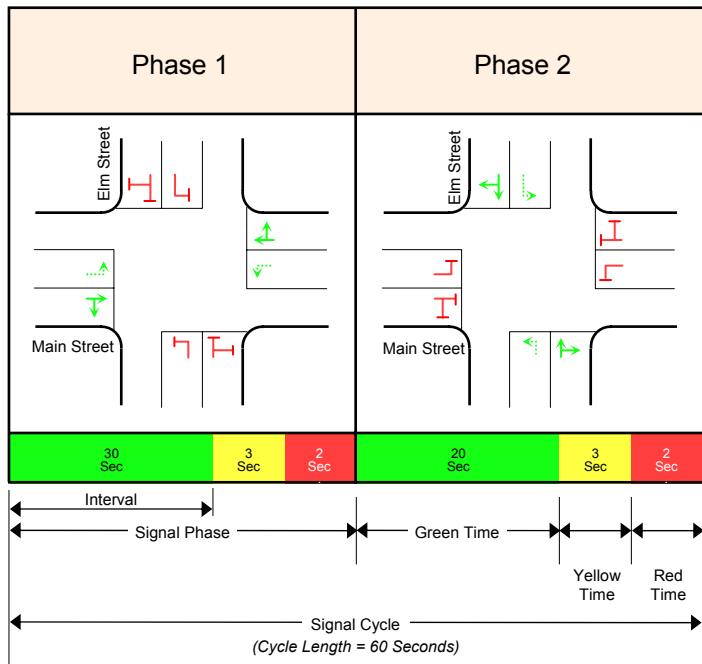 Phase 1
Phase 2
Elm Street
Elm Street
Main Street
Main Street
30
Sec
3
Sec
2
Sec
20
Sec
3
Sec
2
Sec
Interval
Signal Phase
Green Time
Yellow
Time
Red
Time
Signal Cycle
(Cycle Length = 60 Seconds)